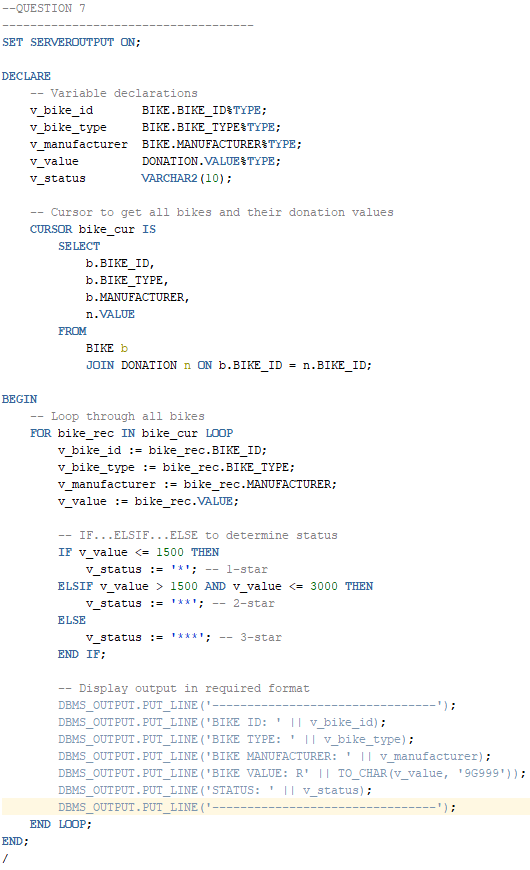 --QUESTION 7
------------------------------------
SET SERVEROUTPUT ON;

DECLARE
    -- Variable declarations
    v_bike_id       BIKE.BIKE_ID%TYPE;
    v_bike_type     BIKE.BIKE_TYPE%TYPE;
    v_manufacturer  BIKE.MANUFACTURER%TYPE;
    v_value         DONATION.VALUE%TYPE;
    v_status        VARCHAR2(10);

    -- Cursor to get all bikes and their donation values
    CURSOR bike_cur IS
        SELECT
            b.BIKE_ID,
            b.BIKE_TYPE,
            b.MANUFACTURER,
            n.VALUE
        FROM
            BIKE b
            JOIN DONATION n ON b.BIKE_ID = n.BIKE_ID;

BEGIN
    -- Loop through all bikes
    FOR bike_rec IN bike_cur LOOP
        v_bike_id := bike_rec.BIKE_ID;
        v_bike_type := bike_rec.BIKE_TYPE;
        v_manufacturer := bike_rec.MANUFACTURER;
        v_value := bike_rec.VALUE;

        -- IF...ELSIF...ELSE to determine status
        IF v_value <= 1500 THEN
            v_status := '*'; -- 1-star
        ELSIF v_value > 1500 AND v_value <= 3000 THEN
            v_status := '**'; -- 2-star
        ELSE
            v_status := '***'; -- 3-star
        END IF;

        -- Display output in required format
        DBMS_OUTPUT.PUT_LINE('--------------------------------');
        DBMS_OUTPUT.PUT_LINE('BIKE ID: ' || v_bike_id);
        DBMS_OUTPUT.PUT_LINE('BIKE TYPE: ' || v_bike_type);
        DBMS_OUTPUT.PUT_LINE('BIKE MANUFACTURER: ' || v_manufacturer);
        DBMS_OUTPUT.PUT_LINE('BIKE VALUE: R' || TO_CHAR(v_value, '9G999'));
        DBMS_OUTPUT.PUT_LINE('STATUS: ' || v_status);
        DBMS_OUTPUT.PUT_LINE('--------------------------------');
    END LOOP;
END;
/